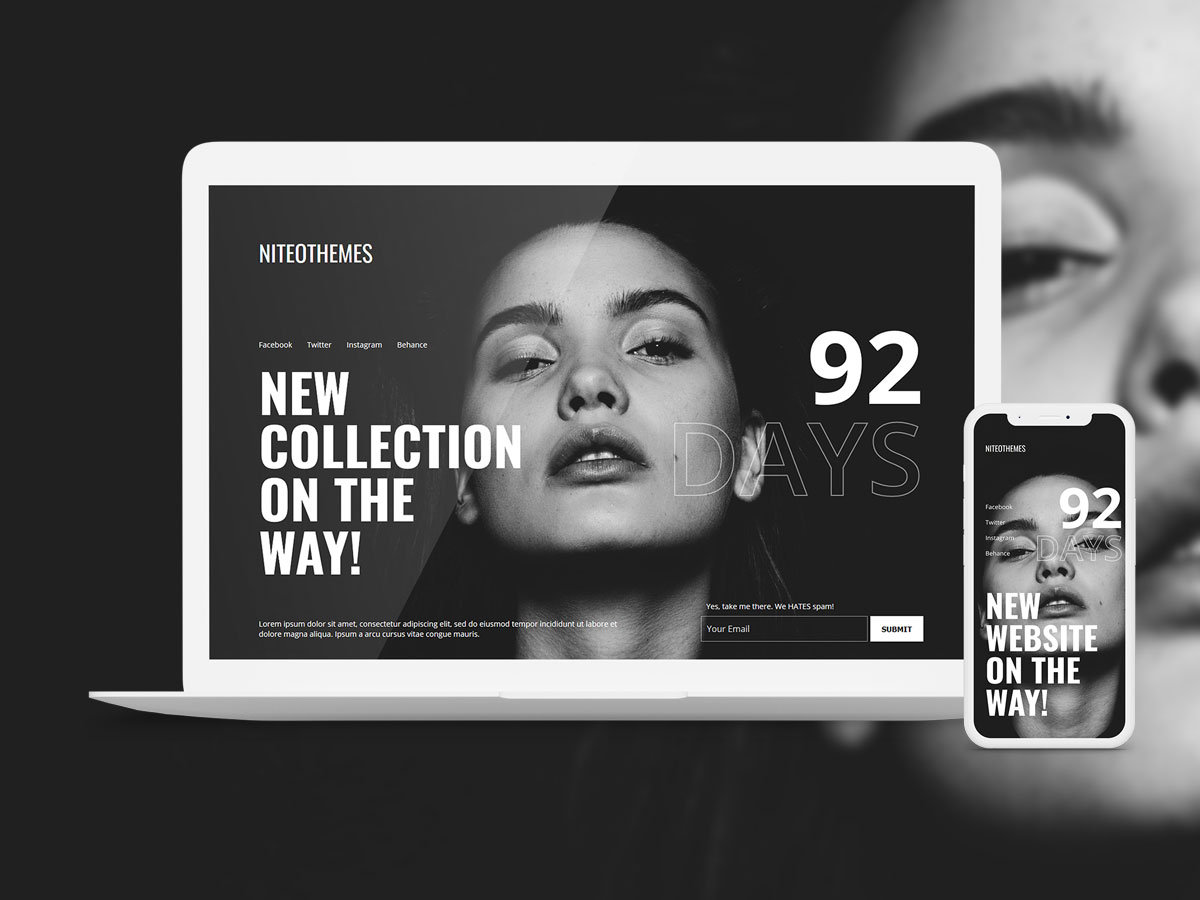 NITEOTHEMES
Facebook Twitter Instagram Behance
NEW
COLLECTION
ON THE
WAY!
92
DAYS
Lorem ipsum dolor sit amet, consectetur adipiscing elit, sed do eiusmod tempor incididunt ut labore et
dolore magna aliqua. Ipsum a arcu cursus vitae congue mauris.
Yes, take me there. We HATES spam!
Your Email
SUBMIT
NITEOTHEMES
Facebook
Twitter
Instagram
Behance
92
DAYS
NEW
WEBSITE
ON THE
WAY!